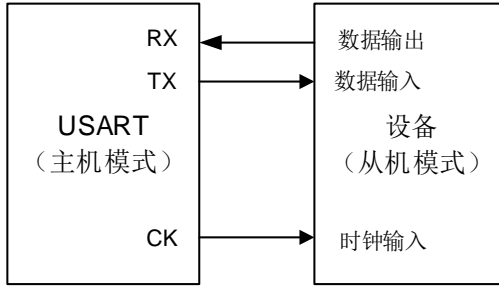 RX
数据输出
TX
数据输入
USART
（主机模式）
设备
（从机模式）
CK
时钟输入